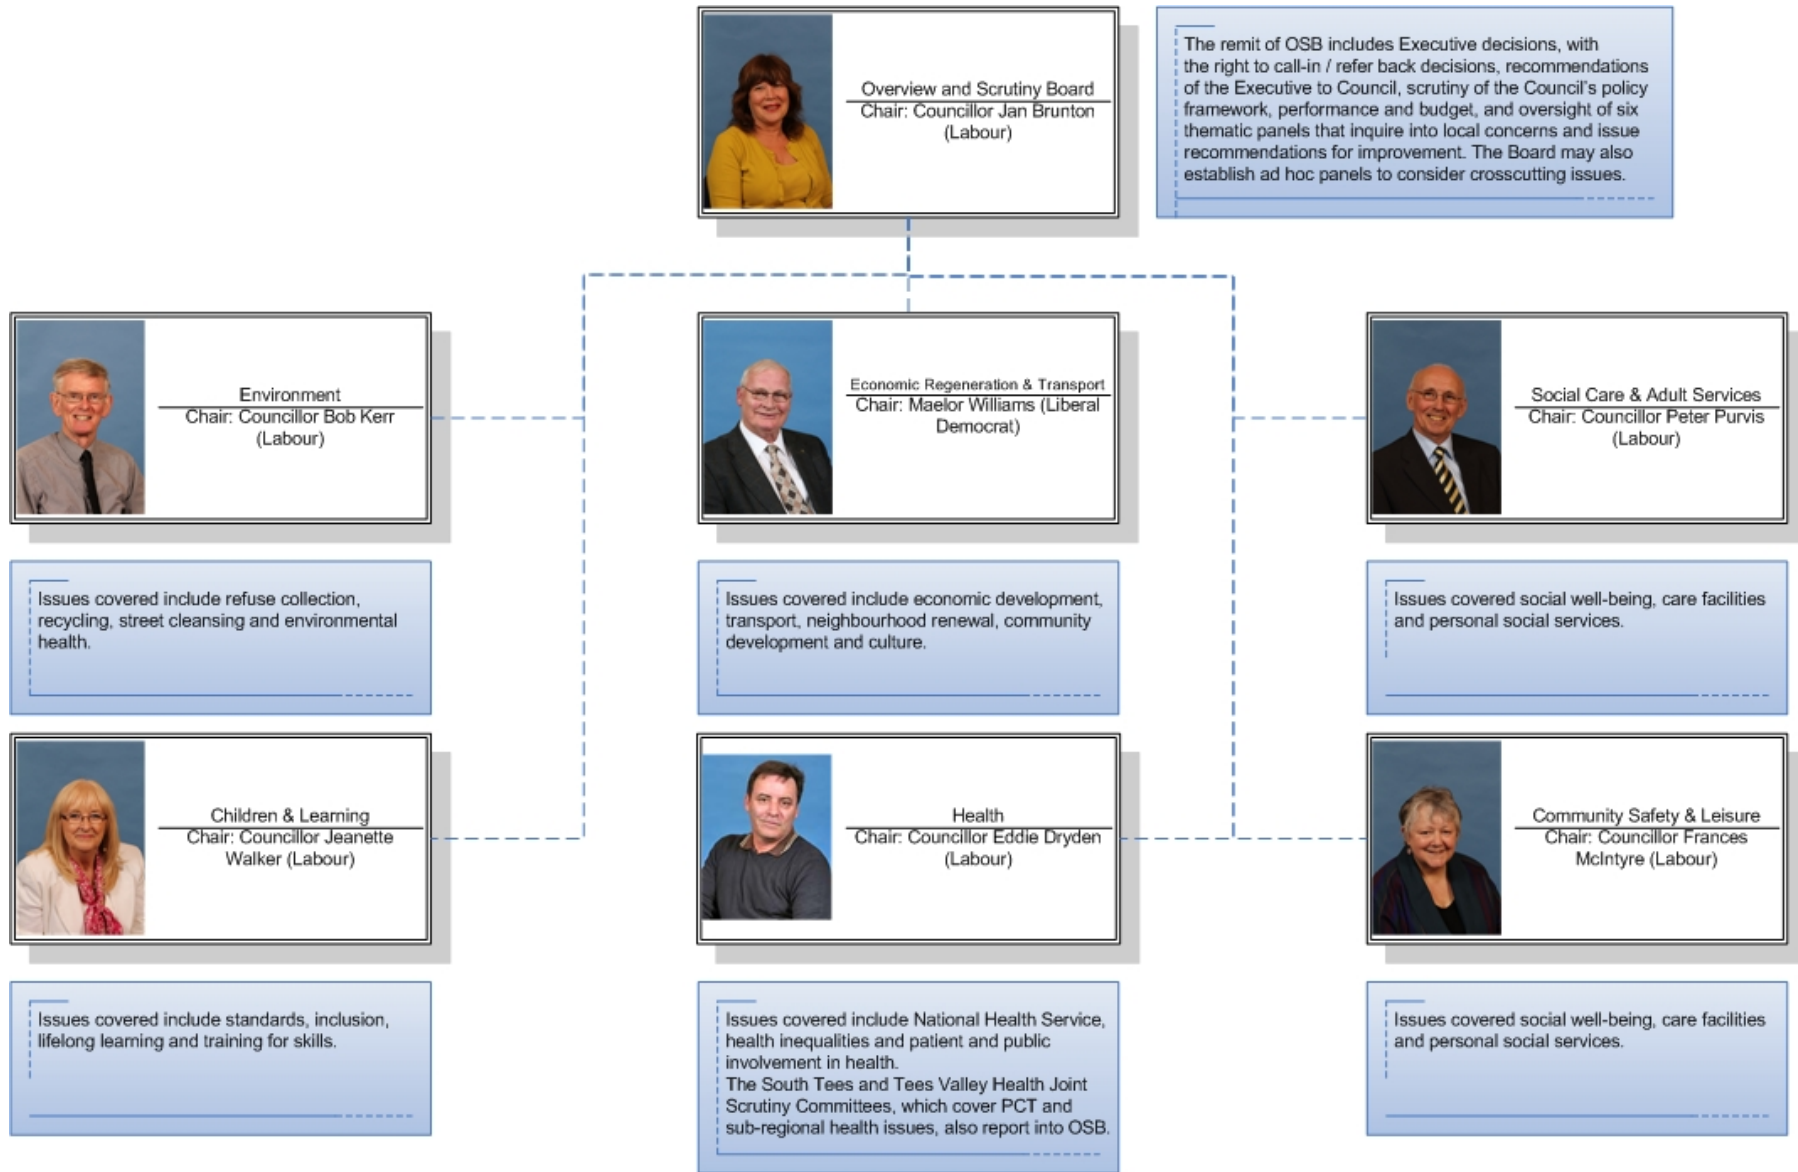 Overview and Scrutiny Board
Chair: Councillor Jan Brunton
(Labour)
The remit of OSB includes Executive decisions, with
the right to call-in / refer back decisions, recommendations
of the Executive to Council, scrutiny of the Council's policy
framework, performance and budget, and oversight of six
thematic panels that inquire into local concerns and issue
recommendations for improvement. The Board may also
establish ad hoc panels to consider crosscutting issues.
Environment
Chair: Councillor Bob Kerr
(Labour)
Economic Regeneration & Transport
Chair: Maelor Williams (Liberal
Democrat)
Social Care & Adult Services
Chair: Councillor Peter Purvis
(Labour)
Issues covered include refuse collection,
recycling, street cleansing and environmental
health.
Issues covered include economic development,
transport, neighbourhood renewal, community
development and culture.
Issues covered social well-being, care facilities
and personal social services.
Children & Learning
Chair: Councillor Jeanette
Walker (Labour)
Health
Chair: Councillor Eddie Dryden
(Labour)
Community Safety & Leisure
Chair: Councillor Frances
McIntyre (Labour)
Issues covered include standards, inclusion,
lifelong learning and training for skills.
Issues covered include National Health Service,
health inequalities and patient and public
involvement in health.
The South Tees and Tees Valley Health Joint
Scrutiny Committees, which cover PCT and
sub-regional health issues, also report into OSB.
Issues covered social well-being, care facilities
and personal social services.